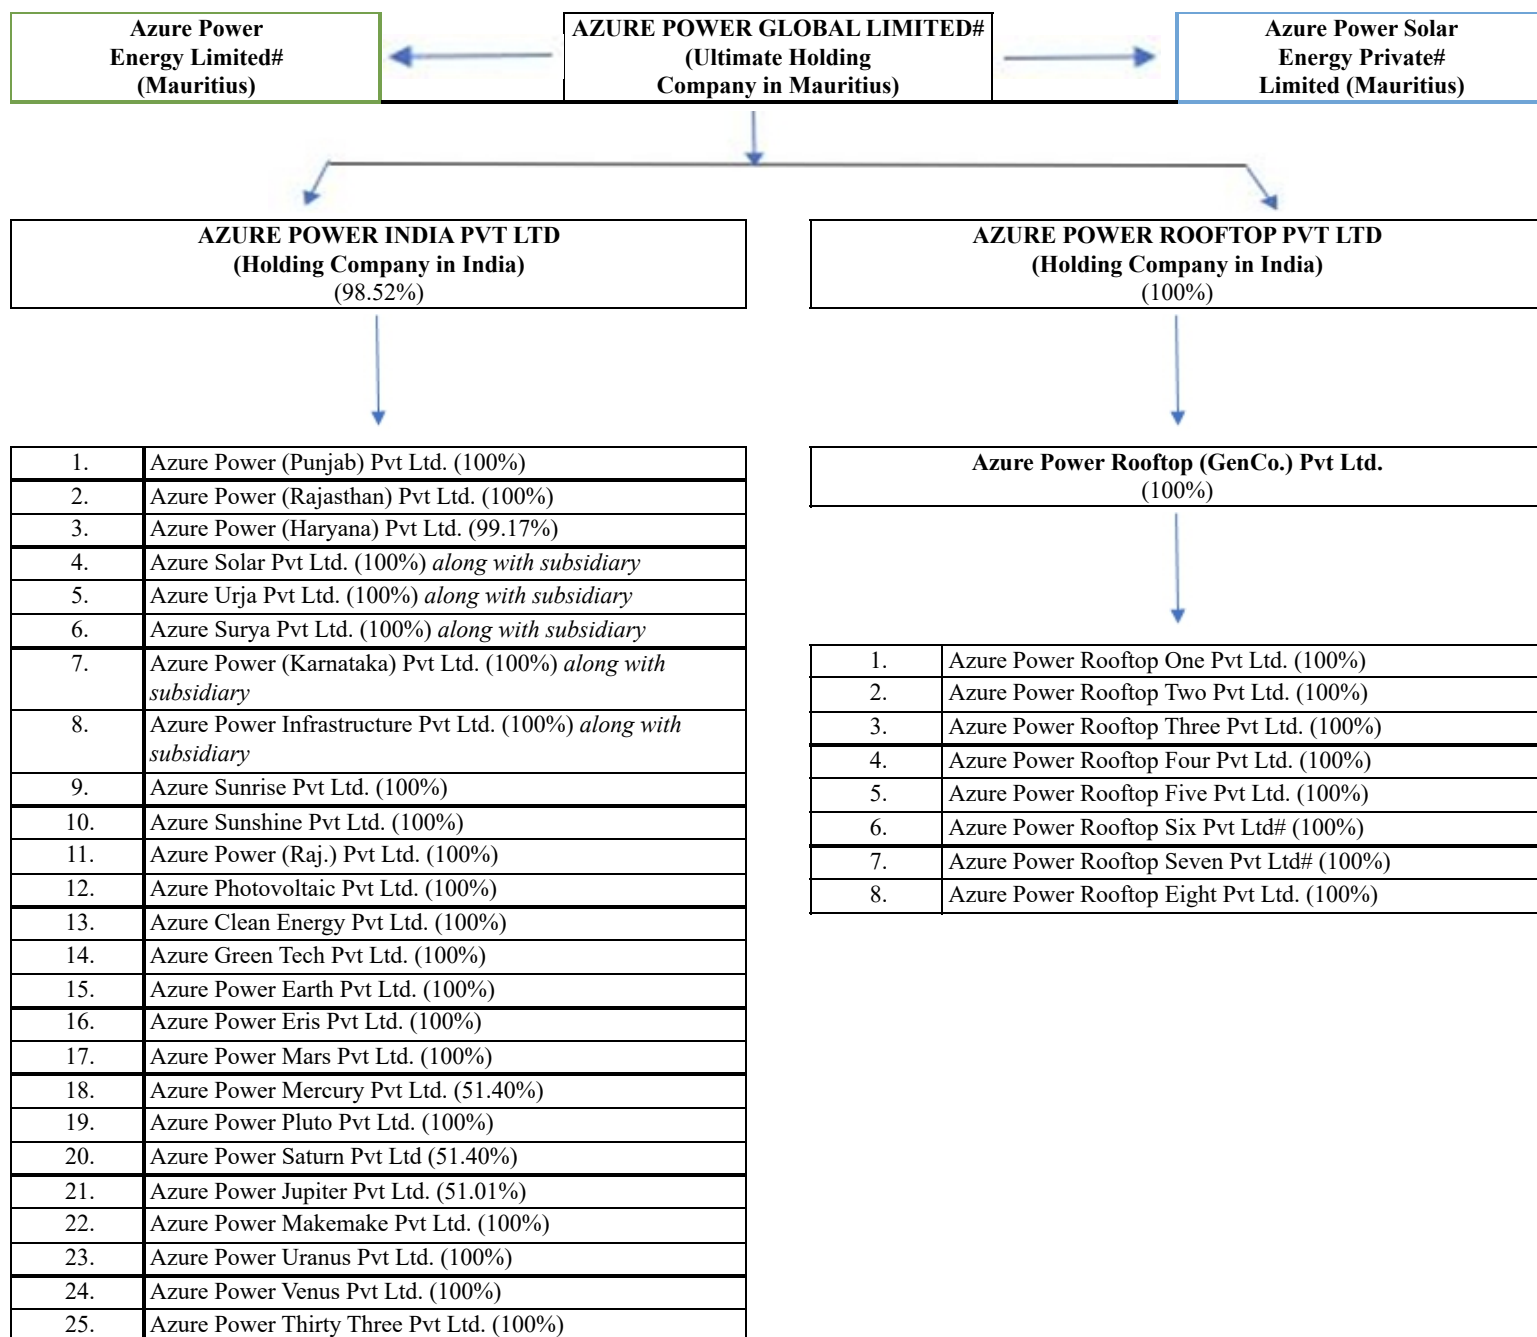 Azure Power
Energy Limited#
(Mauritius)
AZURE POWER GLOBAL LIMITED#
(Ultimate Holding
Company in Mauritius)
Azure Power Solar
Energy Private#
Limited (Mauritius)
AZURE POWER INDIA PVT LTD
(Holding Company in India)
(98.52%)
AZURE POWER ROOFTOP PVT LTD
(Holding Company in India)
(100%)
1. Azure Power (Punjab) Pvt Ltd. (100%)
2. Azure Power (Rajasthan) Pvt Ltd. (100%)
3. Azure Power (Haryana) Pvt Ltd. (99.17%)
4. Azure Solar Pvt Ltd. (100%) along with subsidiary
5. Azure Urja Pvt Ltd. (100%) along with subsidiary
6. Azure Surya Pvt Ltd. (100%) along with subsidiary
7. Azure Power (Karnataka) Pvt Ltd. (100%) along with
subsidiary
8. Azure Power Infrastructure Pvt Ltd. (100%) along with
subsidiary
9. Azure Sunrise Pvt Ltd. (100%)
10. Azure Sunshine Pvt Ltd. (100%)
11. Azure Power (Raj.) Pvt Ltd. (100%)
12. Azure Photovoltaic Pvt Ltd. (100%)
13. Azure Clean Energy Pvt Ltd. (100%)
14. Azure Green Tech Pvt Ltd. (100%)
15. Azure Power Earth Pvt Ltd. (100%)
16. Azure Power Eris Pvt Ltd. (100%)
17. Azure Power Mars Pvt Ltd. (100%)
18. Azure Power Mercury Pvt Ltd. (51.40%)
19. Azure Power Pluto Pvt Ltd. (100%)
20. Azure Power Saturn Pvt Ltd (51.40%)
21. Azure Power Jupiter Pvt Ltd. (51.01%)
22. Azure Power Makemake Pvt Ltd. (100%)
23. Azure Power Uranus Pvt Ltd. (100%)
24. Azure Power Venus Pvt Ltd. (100%)
25. Azure Power Thirty Three Pvt Ltd. (100%)
Azure Power Rooftop (GenCo.) Pvt Ltd.
(100%)
1. Azure Power Rooftop One Pvt Ltd. (100%)
2. Azure Power Rooftop Two Pvt Ltd. (100%)
3. Azure Power Rooftop Three Pvt Ltd. (100%)
4. Azure Power Rooftop Four Pvt Ltd. (100%)
5. Azure Power Rooftop Five Pvt Ltd. (100%)
6. Azure Power Rooftop Six Pvt Ltd# (100%)
7. Azure Power Rooftop Seven Pvt Ltd# (100%)
8. Azure Power Rooftop Eight Pvt Ltd. (100%)